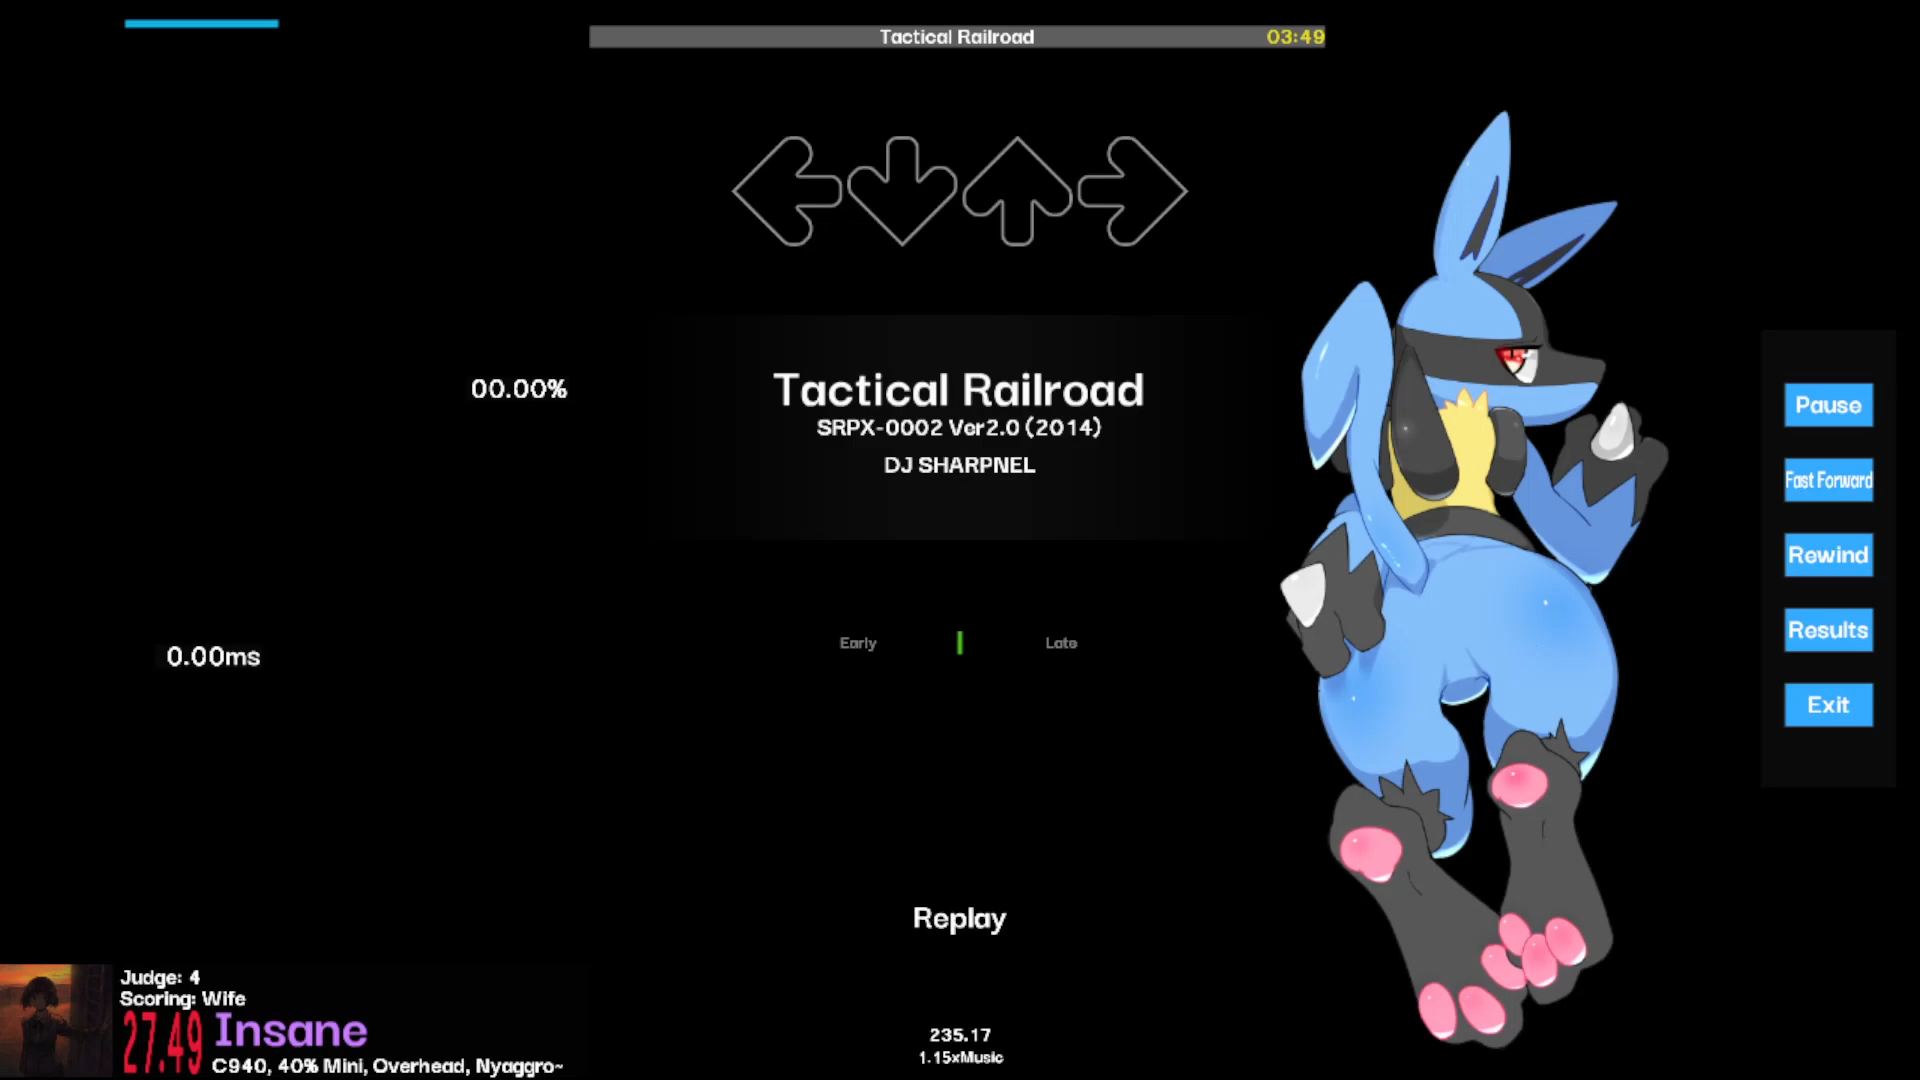 Tactical Railroad
03:49
00.00%
Tactical Railroad
SRPX-0002 Ver2.0 (2014)
DJ SHARPNEL
Early
Late
0.00ms
Pause
Fast Forward
Rewind
Results
Exit
Replay
Judge: 4
Scoring: Wife
27.49 Insane
C940, 40% Mini, Overhead, Nyaggro~
235.17
1.15xMusic